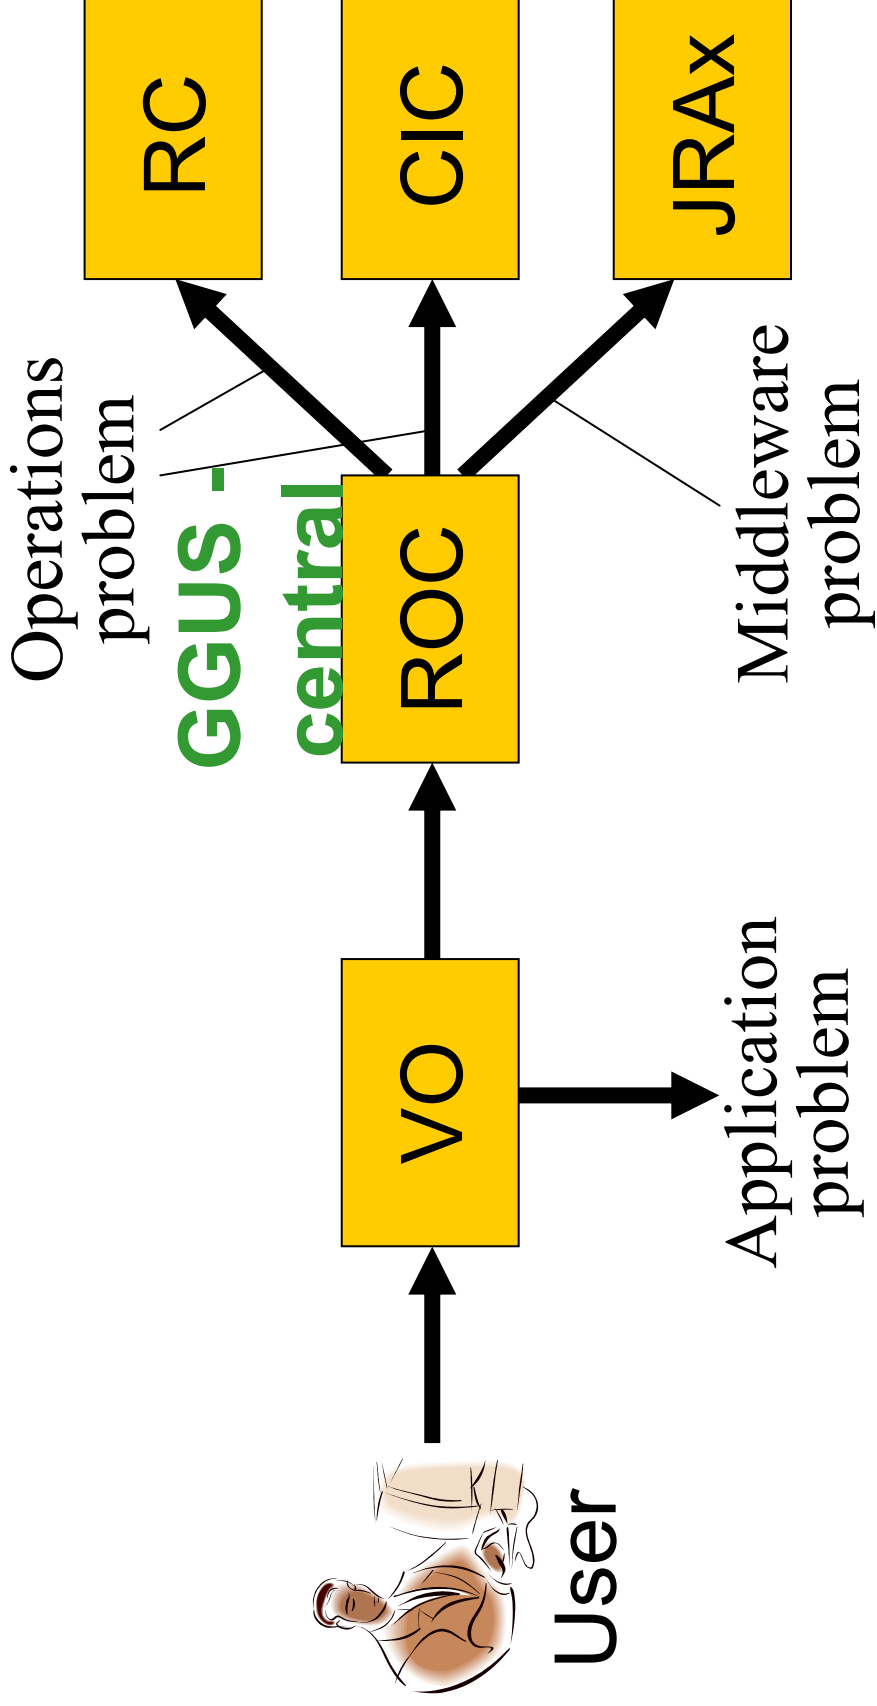 Operations
problem
RC
GGUS -
central
User
VO
ROC
CIC
Application
problem
Middleware
problem
JRAx